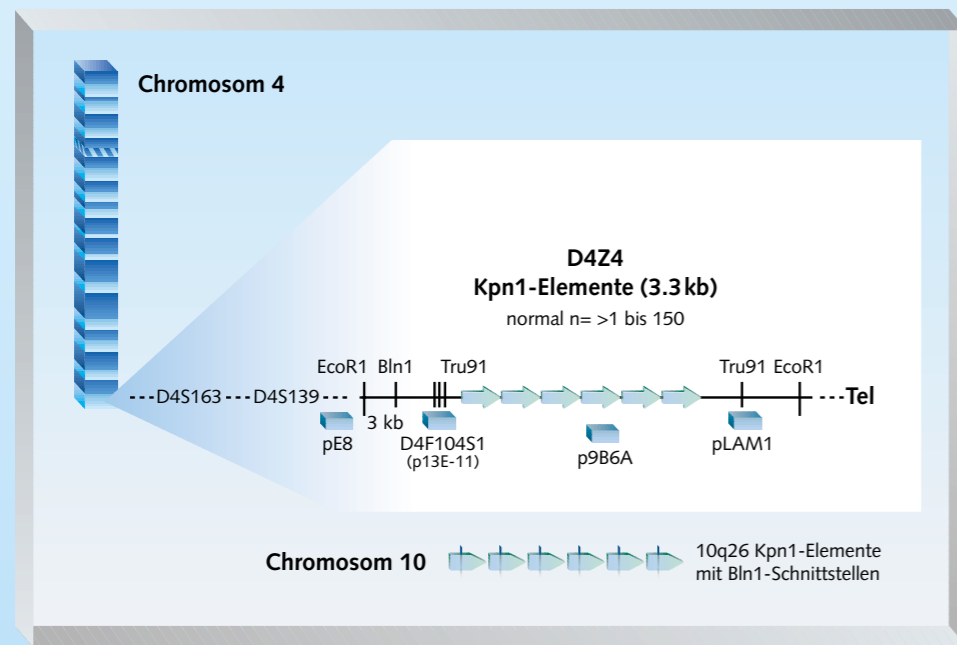 Chromosom 4
D4Z4
Kpn1-Elemente (3.3 kb)
normal n= >1 bis 150
EcoR1 Bln1 Tru91 Tru91 EcoR1
---D4S163---D4S139--- ---Tel
3 kb
pE8 D4F104S1 p9B6A pLAM1
(p13E-11)
Chromosom 10
10q26 Kpn1-Elemente
mit Bln1-Schnittstellen